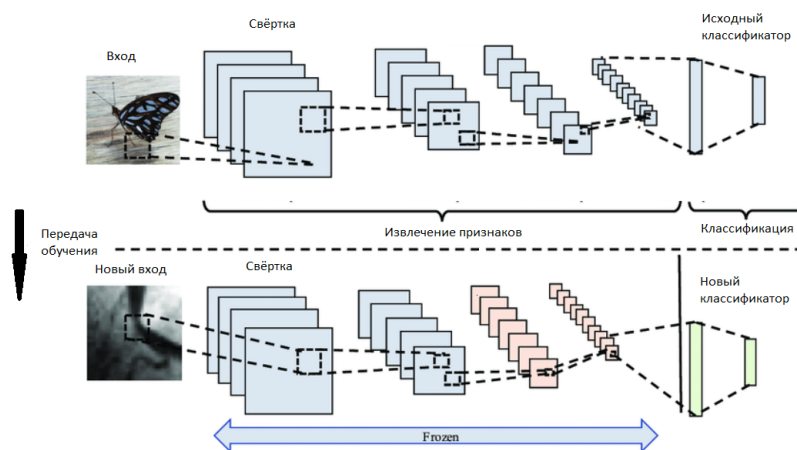 Свёртка
Исходный
классификатор
Вход
Извлечение признаков
Классификация
Передача
обучения
Новый вход
Свёртка
Новый
классификатор
Frozen